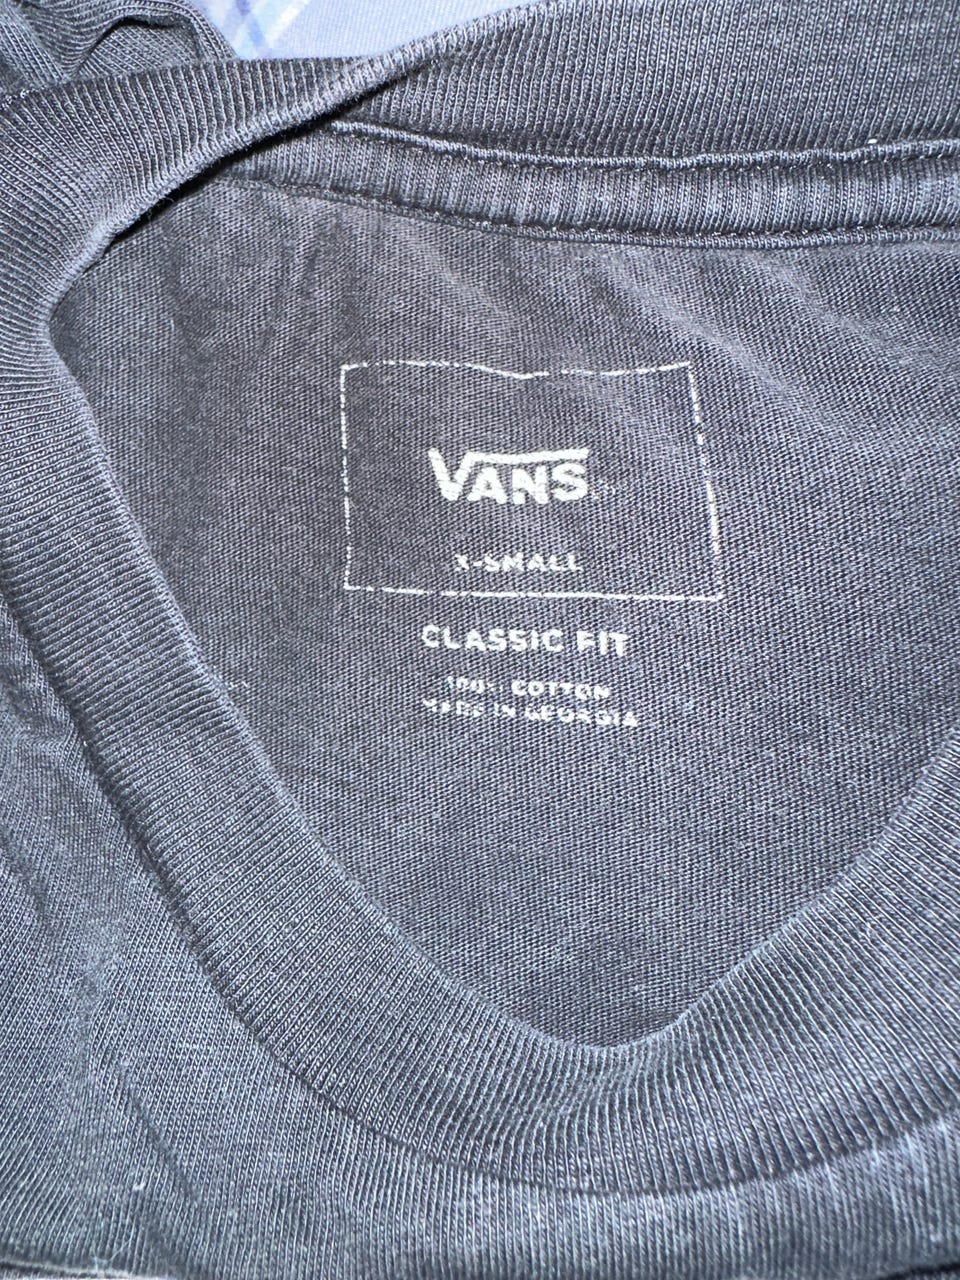 VANS
X-SMALL
CLASSIC FIT
100% COTTON
MADE IN GEORGIA